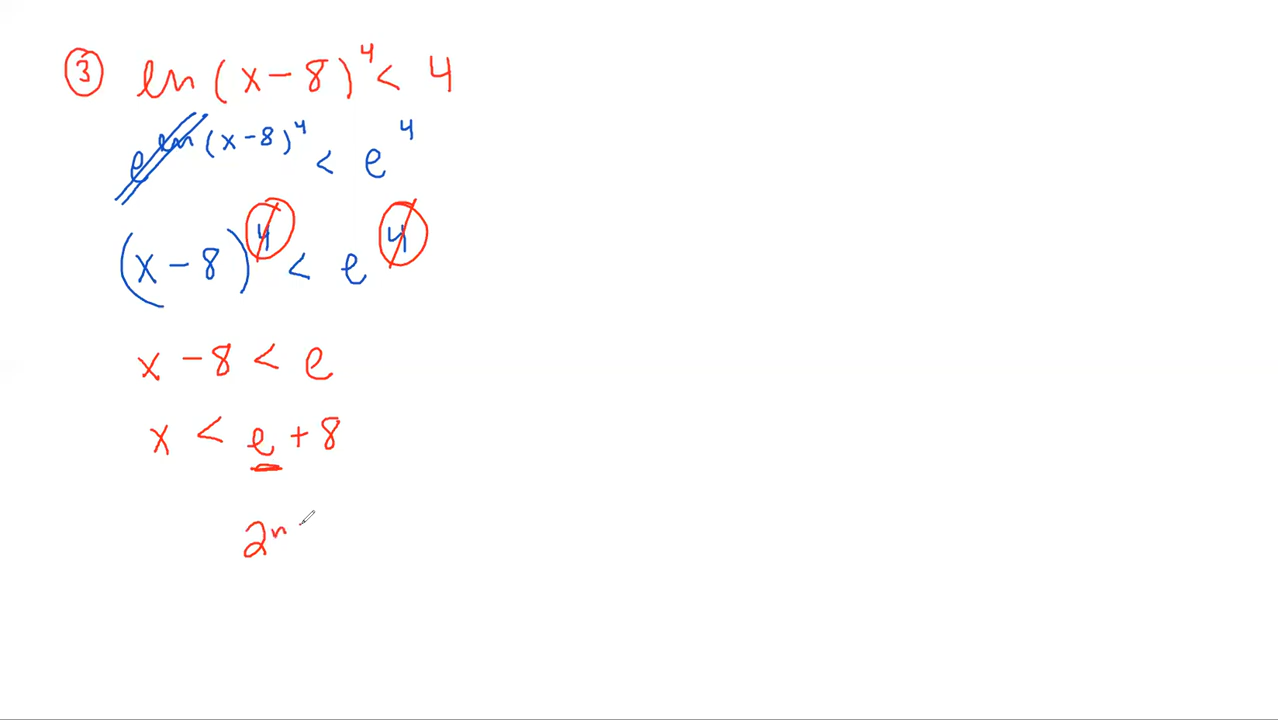 ③ ln(x-8)⁴ < 4
e^ln(x-8)⁴ < e⁴
(x-8)⁴ < e⁴
x-8 < e
x < e+8
2ⁿ